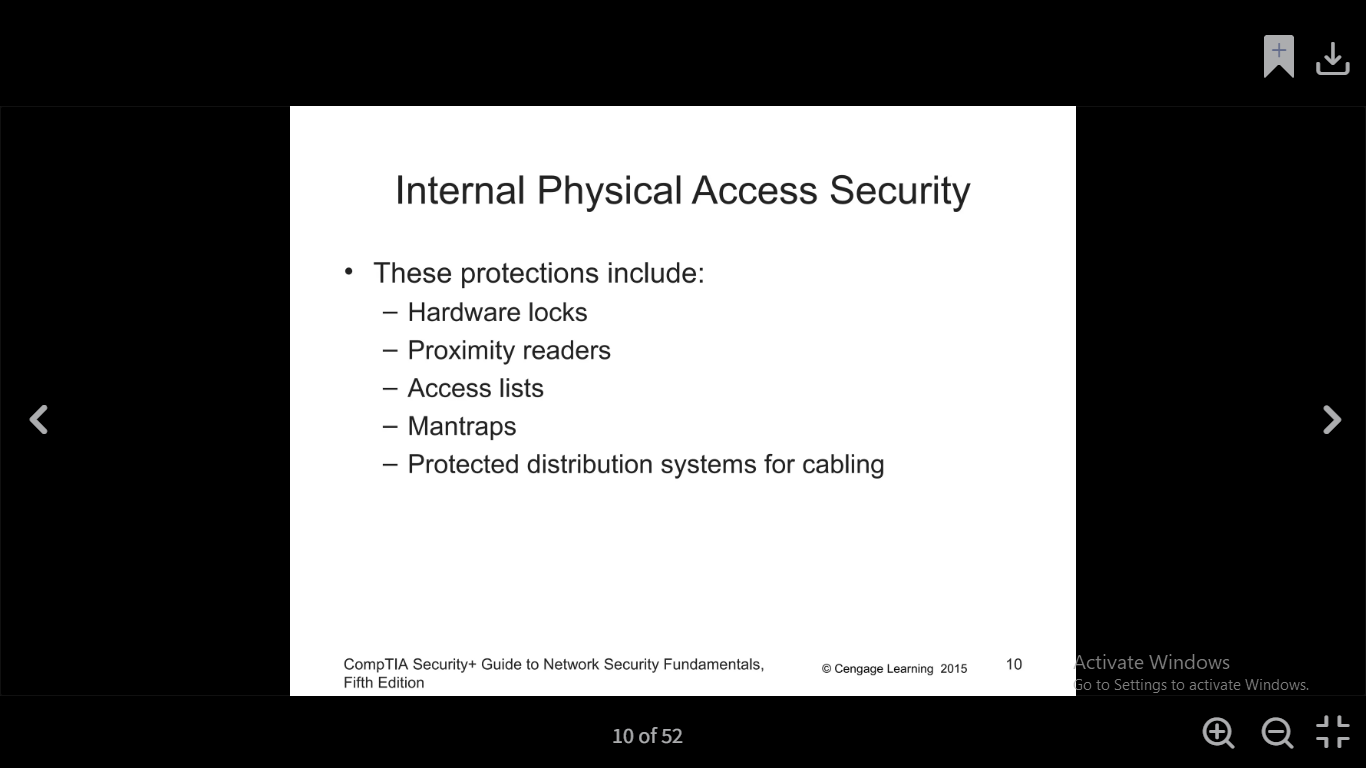 Internal Physical Access Security
• These protections include:
– Hardware locks
– Proximity readers
– Access lists
– Mantraps
– Protected distribution systems for cabling
CompTIA Security+ Guide to Network Security Fundamentals,
Fifth Edition
© Cengage Learning 2015
10
Activate Windows
Go to Settings to activate Windows.
10 of 52